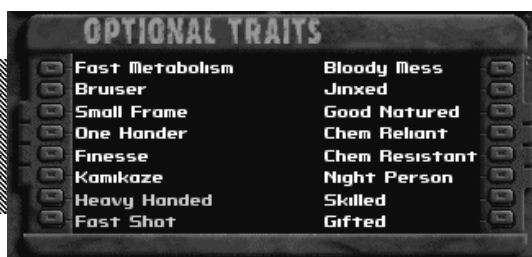 OPTIONAL TRAITS
Fast Metabolism
Bruiser
Small Frame
One Hander
Finesse
Kamikaze
Heavy Handed
Fast Shot
Bloody Mess
Jinxed
Good Natured
Chem Reliant
Chem Resistant
Night Person
Skilled
Gifted